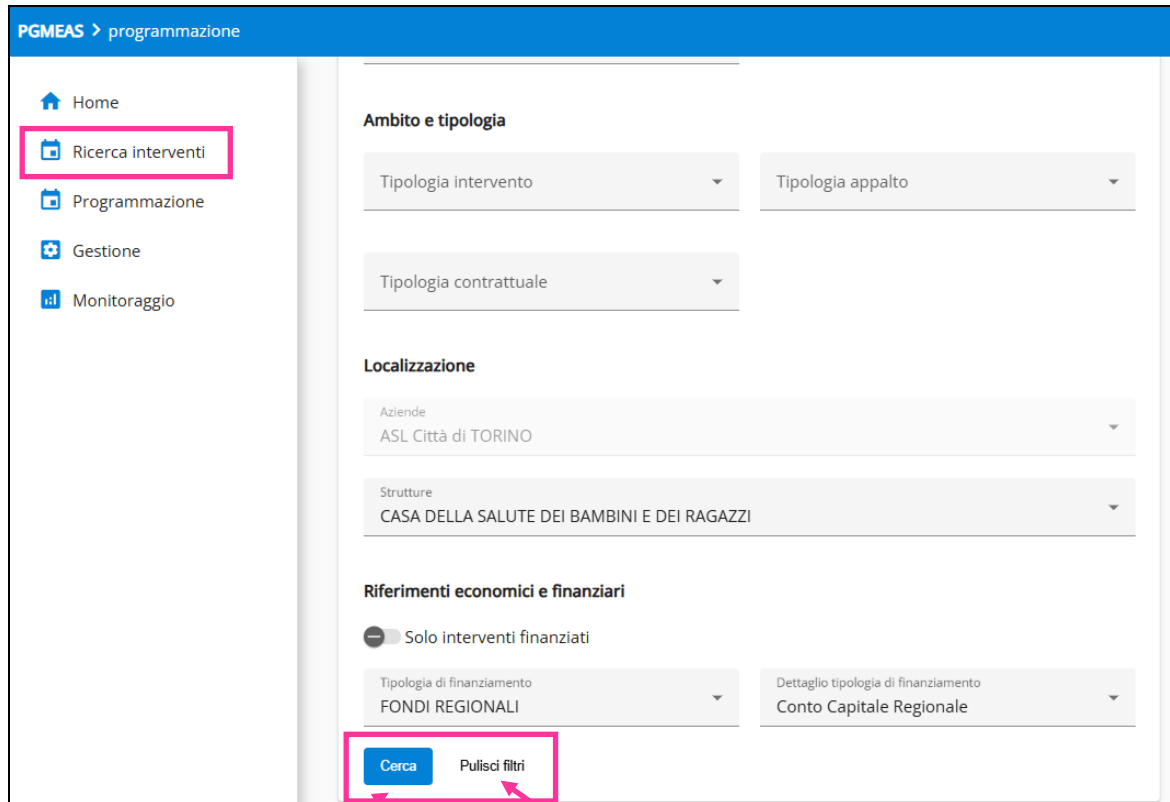 PGMEAS > programmazione
Home
Ricerca interventi
Programmazione
Gestione
Monitoraggio
Ambito e tipologia
Tipologia intervento
Tipologia appalto
Tipologia contrattuale
Localizzazione
Aziende
ASL Città di TORINO
Strutture
CASA DELLA SALUTE DEI BAMBINI E DEI RAGAZZI
Riferimenti economici e finanziari
Solo interventi finanziati
Tipologia di finanziamento
FONDI REGIONALI
Dettaglio tipologia di finanziamento
Conto Capitale Regionale
Cerca
Pulisci filtri